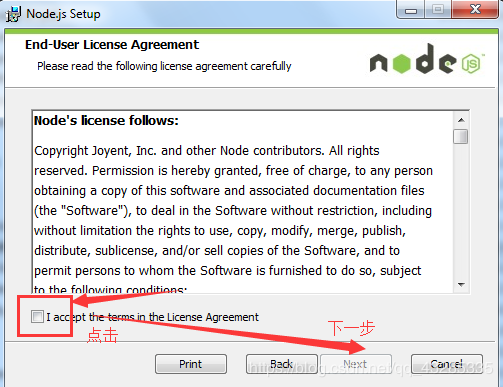 Node.js Setup
End-User License Agreement
Please read the following license agreement carefully
node JS
Node's license follows:
Copyright Joyent, Inc. and other Node contributors. All rights
reserved. Permission is hereby granted, free of charge, to any person
obtaining a copy of this software and associated documentation files
(the "Software"), to deal in the Software without restriction, including
without limitation the rights to use, copy, modify, merge, publish,
distribute, sublicense, and/or sell copies of the Software, and to
permit persons to whom the Software is furnished to do so, subject
to the following conditions:
I accept the terms in the License Agreement
点击
下一步
Print Back Next Cancel